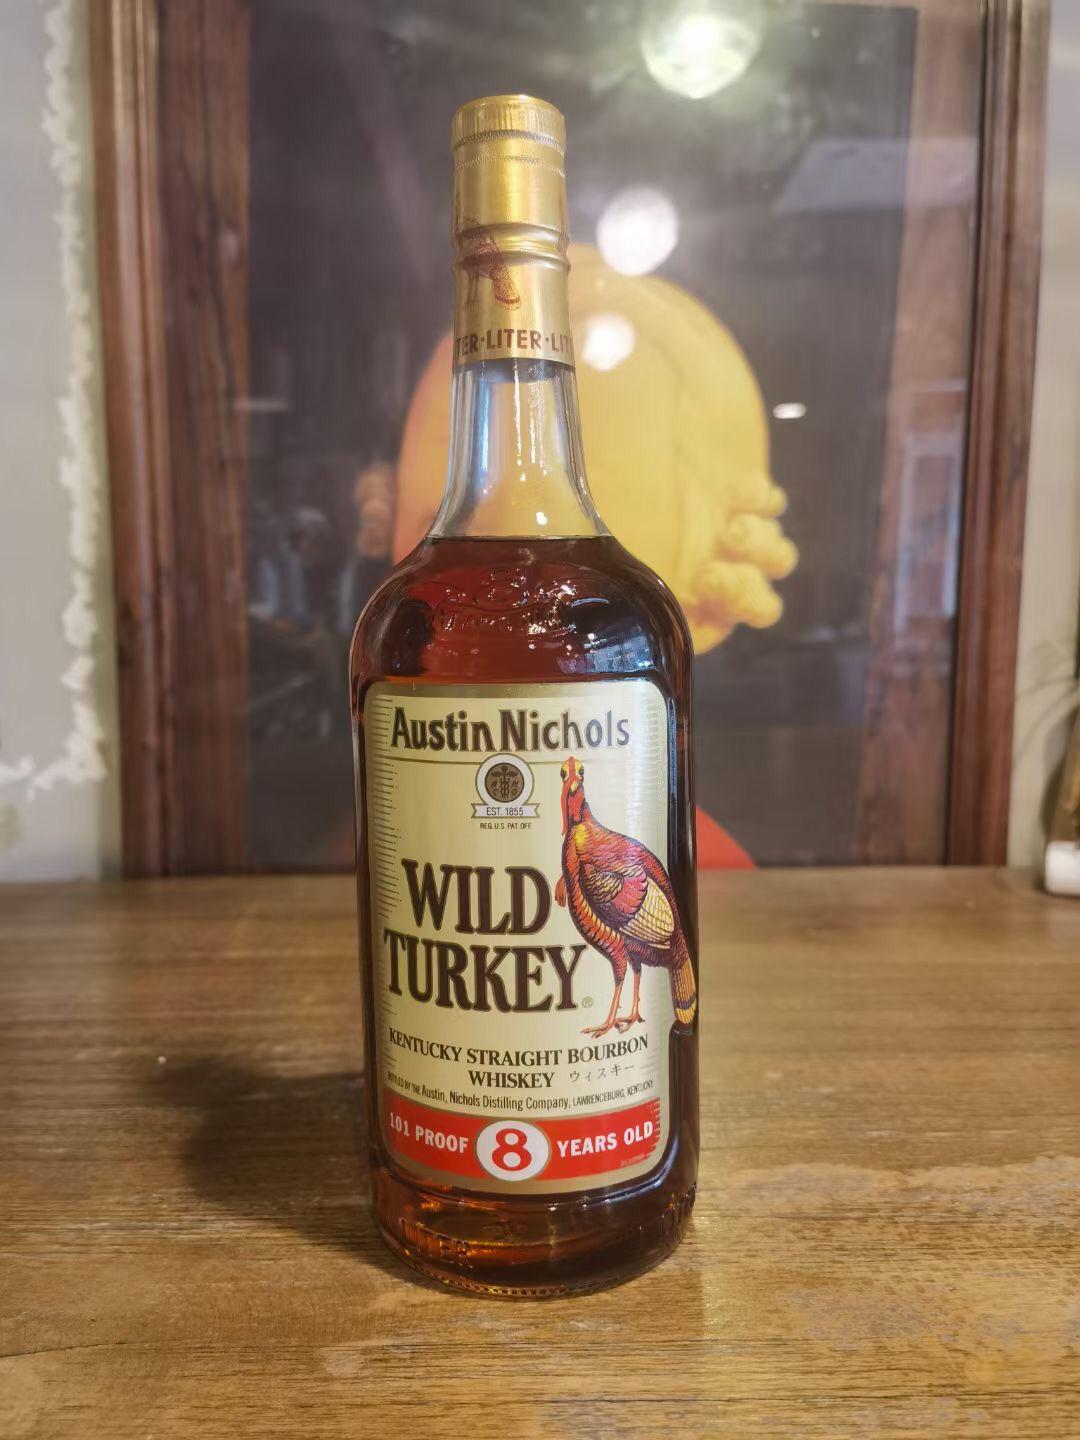 TER·LITER·LIT
Austin Nichols
EST. 1855
REG. U.S. PAT. OFF.
WILD
TURKEY®
KENTUCKY STRAIGHT BOURBON
WHISKEY ウィスキー
BOTTLED BY THE Austin, Nichols Distilling Company, LAWRENCEBURG, KENTUCKY
101 PROOF 8 YEARS OLD
LITER